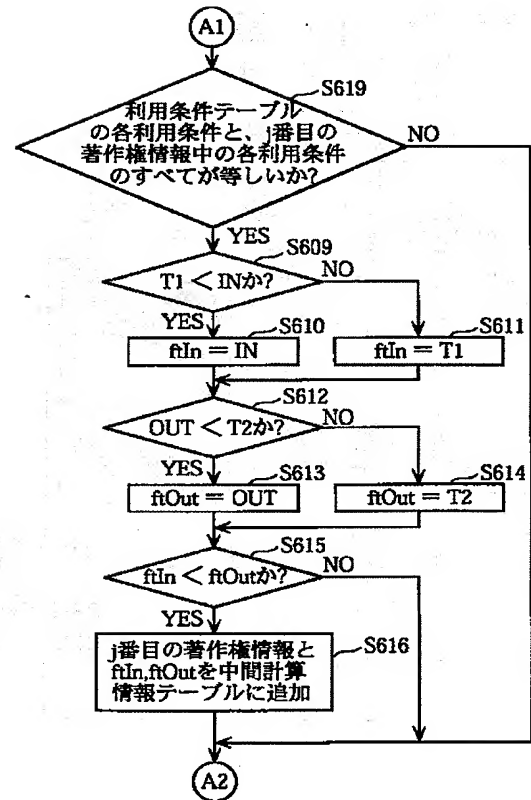 A1
S619
利用条件テーブル
の各利用条件と、j番目の
著作権情報中の各利用条件
のすべてが等しいか?
NO
YES
S609
T1 < INか?
NO
YES
S610
ftIn = IN
S611
ftIn = T1
S612
OUT < T2か?
NO
YES
S613
ftOut = OUT
S614
ftOut = T2
S615
ftIn < ftOutか?
NO
YES
S616
j番目の著作権情報と
ftIn,ftOutを中間計算
情報テーブルに追加
A2